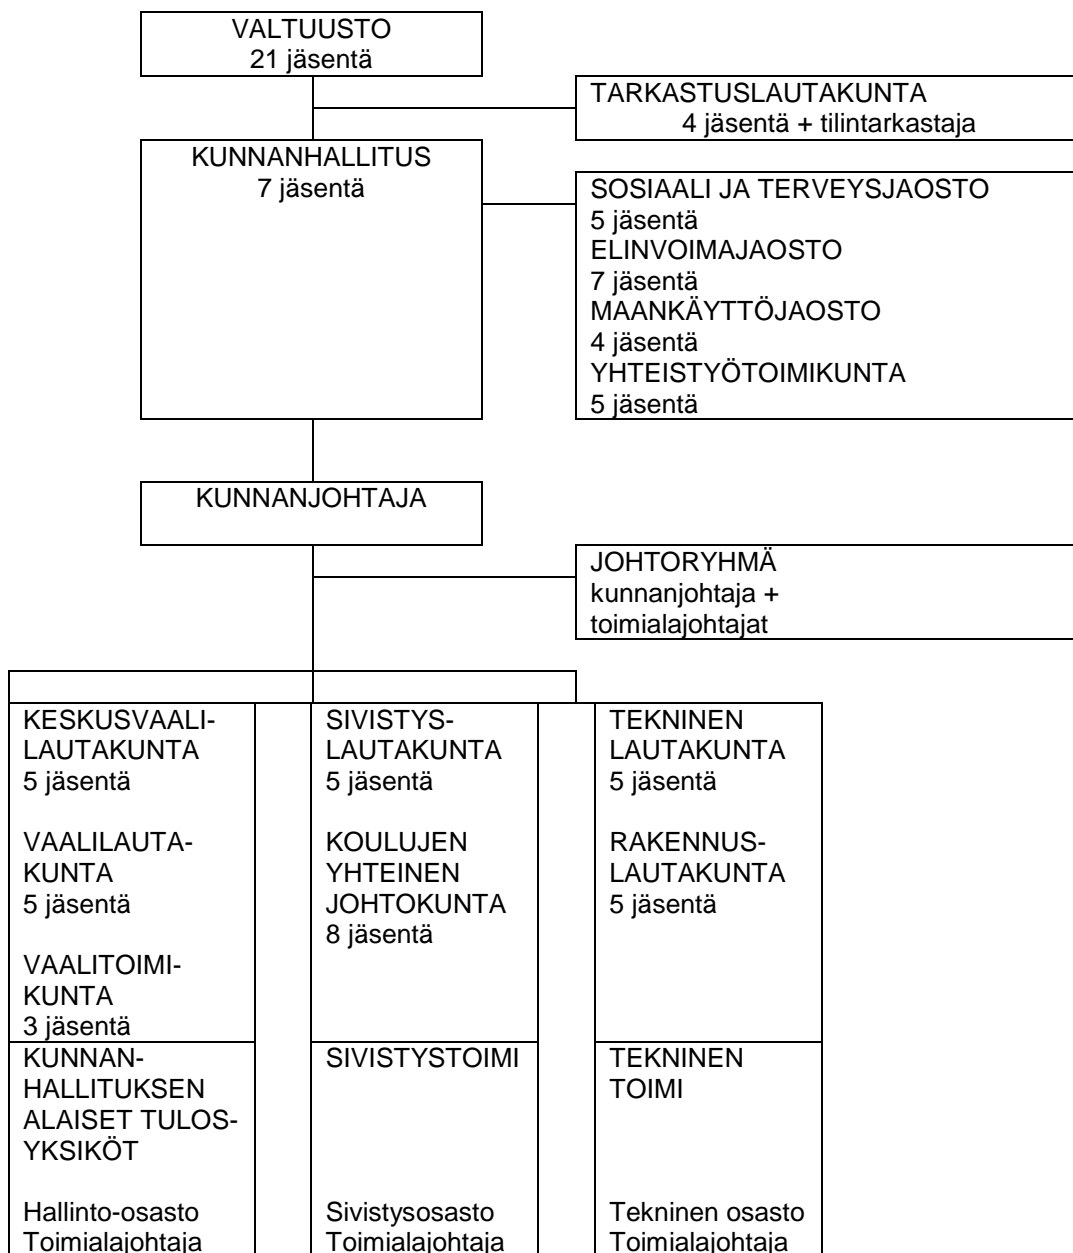 VALTUUSTO
21 jäsentä
TARKASTUSLAUTAKUNTA
4 jäsentä + tilintarkastaja
KUNNANHALLITUS
7 jäsentä
SOSIAALI JA TERVEYSJAOSTO
5 jäsentä
ELINVOIMAJAOSTO
7 jäsentä
MAANKÄYTTÖJAOSTO
4 jäsentä
YHTEISTYÖTOIMIKUNTA
5 jäsentä
KUNNANJOHTAJA
JOHTORYHMÄ
kunnanjohtaja +
toimialajohtajat
KESKUSVAALI-
LAUTAKUNTA
5 jäsentä
VAALILAUTA-
KUNTA
5 jäsentä
VAALITOIMI-
KUNTA
3 jäsentä
SIVISTYS-
LAUTAKUNTA
5 jäsentä
KOULUJEN
YHTEINEN
JOHTOKUNTA
8 jäsentä
TEKNINEN
LAUTAKUNTA
5 jäsentä
RAKENNUS-
LAUTAKUNTA
5 jäsentä
KUNNAN-
HALLITUKSEN
ALAISET TULOS-
YKSIKÖT
Hallinto-osasto
Toimialajohtaja
SIVISTYSTOIMI
Sivistysosasto
Toimialajohtaja
TEKNINEN
TOIMI
Tekninen osasto
Toimialajohtaja